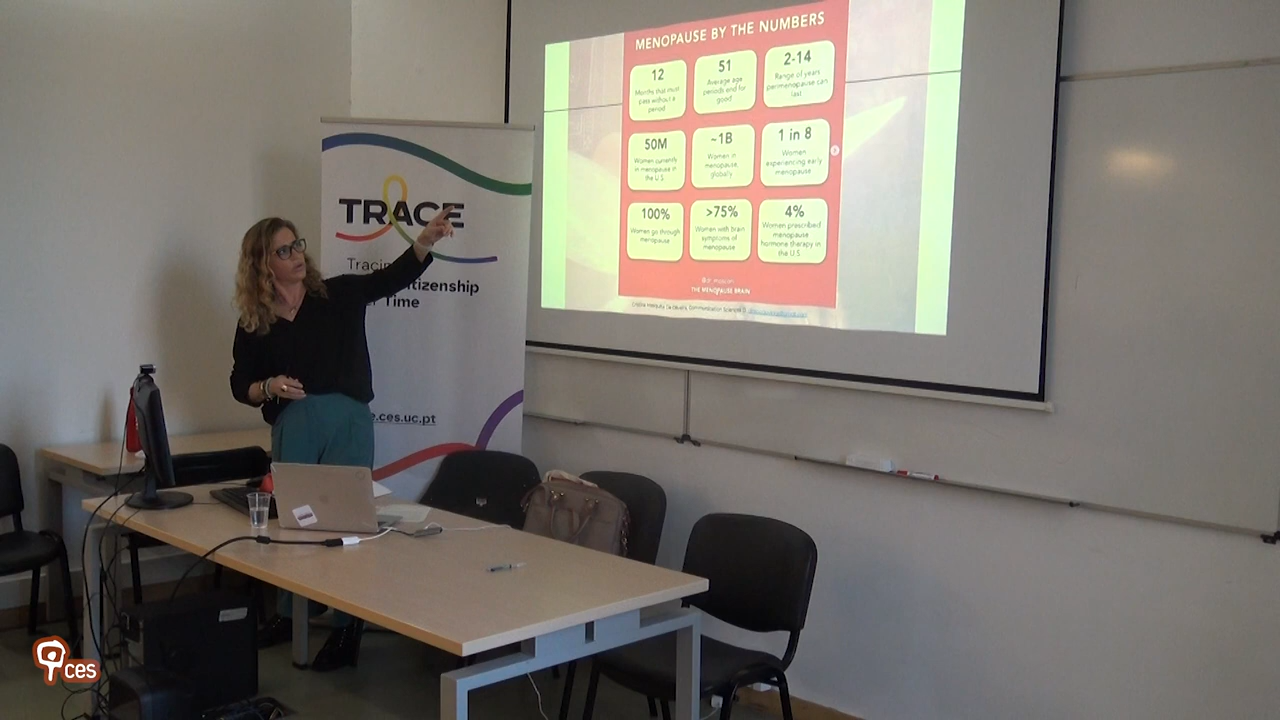 MENOPAUSE BY THE NUMBERS
12
Months that must
pass without a
period
51
Average age
periods end for
good
2-14
Range of years
perimenopause can
last
50M
Women currently
in menopause in
the U.S.
~1B
Women in
menopause,
globally
1 in 8
Women
experiencing early
menopause
100%
Women go through
menopause
>75%
Women with brain
symptoms of
menopause
4%
Women prescribed
menopause
hormone therapy in
the U.S.
THE MENOPAUSE BRAIN
TRACE
Tracin
tizenship
Time
e.ces.uc.pt
ces